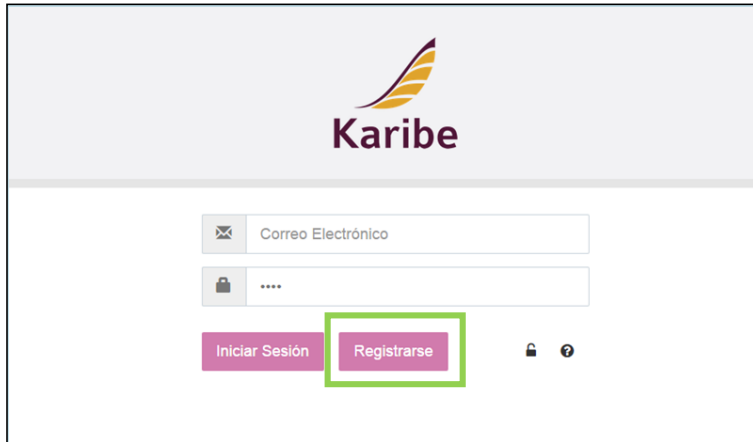 Karibe
Correo Electrónico
••••
Iniciar Sesión
Registrarse